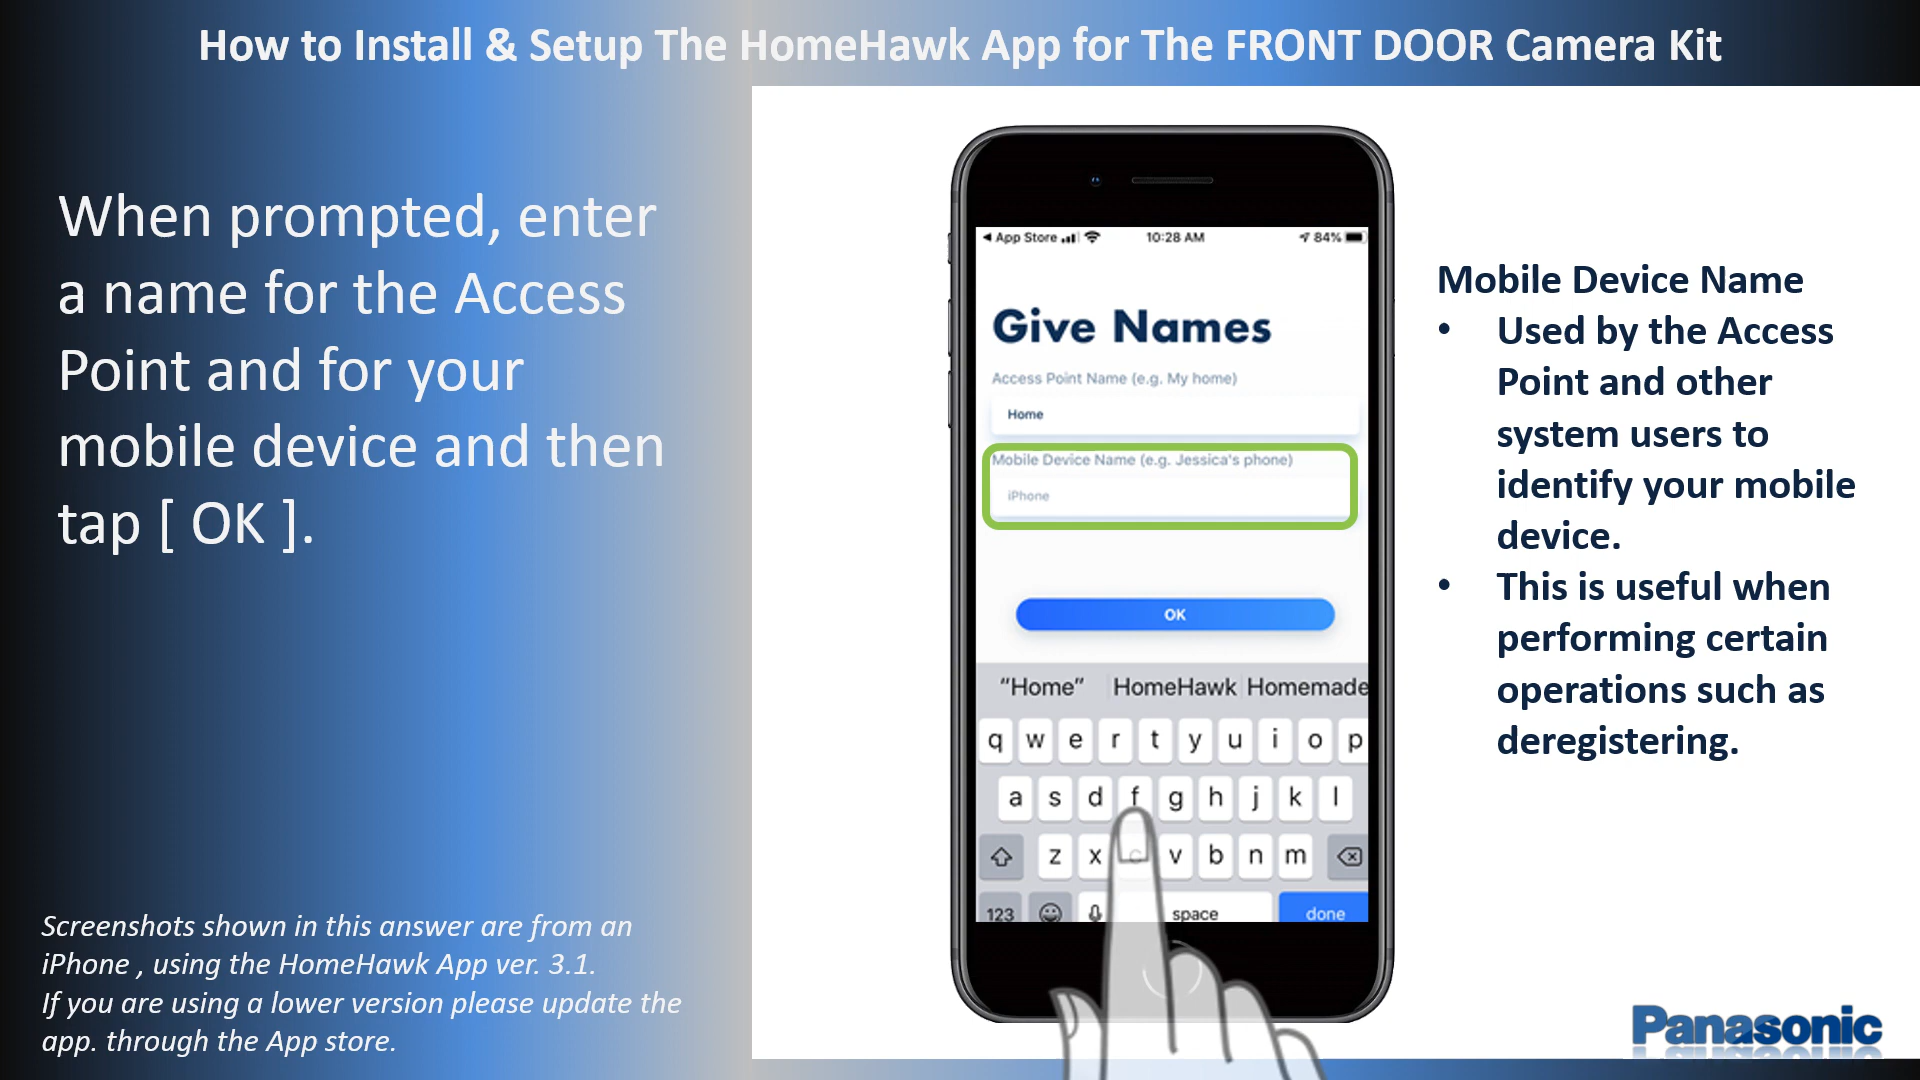 How to Install & Setup The HomeHawk App for The FRONT DOOR Camera Kit
When prompted, enter
a name for the Access
Point and for your
mobile device and then
tap [ OK ].
Screenshots shown in this answer are from an
iPhone , using the HomeHawk App ver. 3.1.
If you are using a lower version please update the
app. through the App store.
App Store 10:28 AM 84%
Give Names
Access Point Name (e.g. My home)
Home
Mobile Device Name (e.g. Jessica's phone)
iPhone
OK
“Home” HomeHawk Homemade
q w e r t y u i o p
a s d f g h j k l
z x c v b n m
123 space done
Mobile Device Name
• Used by the Access
Point and other
system users to
identify your mobile
device.
• This is useful when
performing certain
operations such as
deregistering.
Panasonic